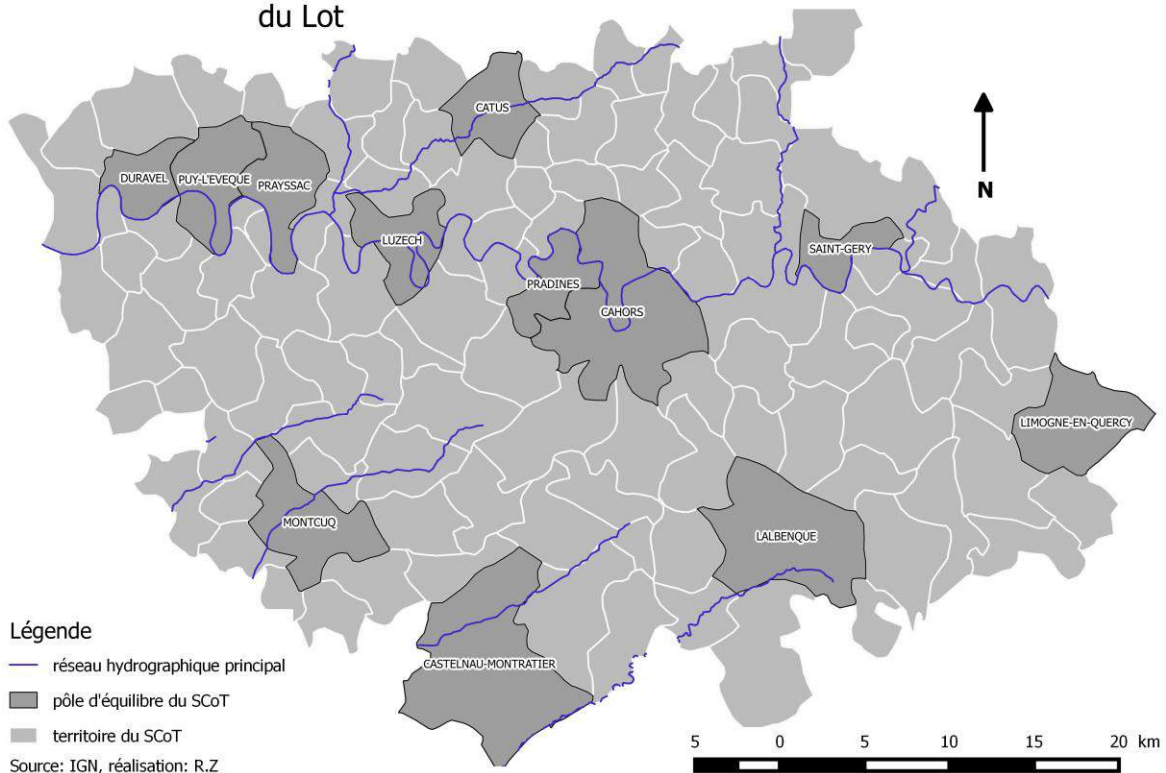 du Lot
CATUS
DURAVEL
PUY-L'EVEQUE
PRAYSSAC
N
LUZECH
SAINT-GERY
PRADINES
CAHORS
LIMOGNE-EN-QUERCY
MONTCUQ
LALBENQUE
CASTELNAU-MONTRATIER
Légende
réseau hydrographique principal
pôle d'équilibre du SCoT
territoire du SCoT
Source: IGN, réalisation: R.Z
5 0 5 10 15 20 km